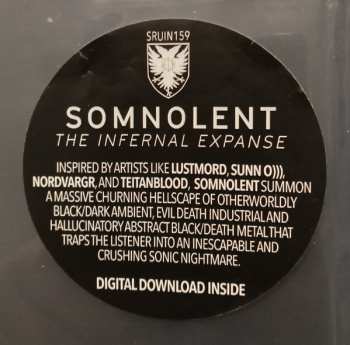 SRUIN159
SOMNOLENT
THE INFERNAL EXPANSE
INSPIRED BY ARTISTS LIKE LUSTMORD, SUNN O))),
NORDVARGR, AND TEITANBLOOD, SOMNOLENT SUMMON
A MASSIVE CHURNING HELLSCAPE OF OTHERWORLDLY
BLACK/DARK AMBIENT, EVIL DEATH INDUSTRIAL AND
HALLUCINATORY ABSTRACT BLACK/DEATH METAL THAT
TRAPS THE LISTENER INTO AN INESCAPABLE AND
CRUSHING SONIC NIGHTMARE.
DIGITAL DOWNLOAD INSIDE